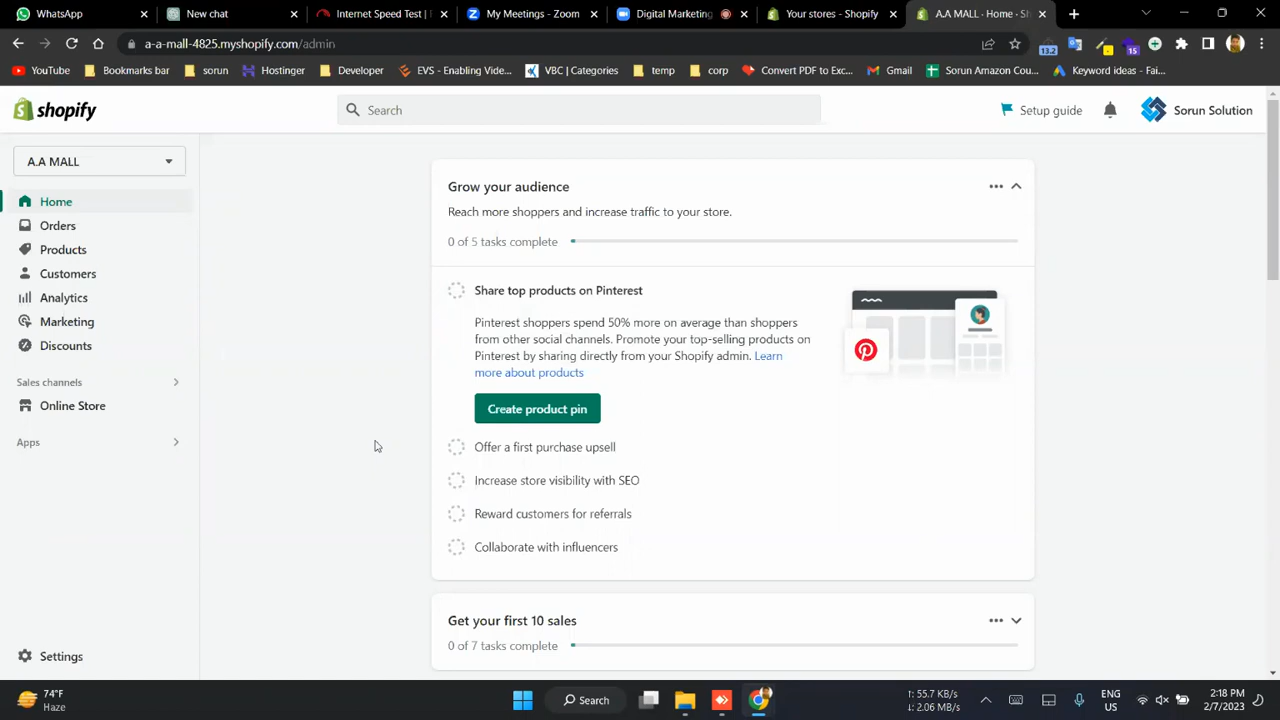 WhatsApp
New chat
Internet Speed Test |
My Meetings - Zoom
Digital Marketing
Your stores - Shopify
A.A MALL - Home - Sh
a-a-mall-4825.myshopify.com/admin
13.2
15
YouTube
Bookmarks bar
sorun
Hostinger
Developer
EVS - Enabling Vide...
VBC | Categories
temp
corp
Convert PDF to Exc...
Gmail
Sorun Amazon Cou...
Keyword ideas - Fai...
shopify
Search
Setup guide
Sorun Solution
A.A MALL
Home
Orders
Products
Customers
Analytics
Marketing
Discounts
Sales channels
Online Store
Apps
Settings
Grow your audience
Reach more shoppers and increase traffic to your store.
0 of 5 tasks complete
Share top products on Pinterest
Pinterest shoppers spend 50% more on average than shoppers
from other social channels. Promote your top-selling products on
Pinterest by sharing directly from your Shopify admin. Learn
more about products
Create product pin
Offer a first purchase upsell
Increase store visibility with SEO
Reward customers for referrals
Collaborate with influencers
Get your first 10 sales
0 of 7 tasks complete
74°F
Haze
Search
↑: 55.7 KB/s
↓: 2.06 MB/s
ENG
US
2:18 PM
2/7/2023